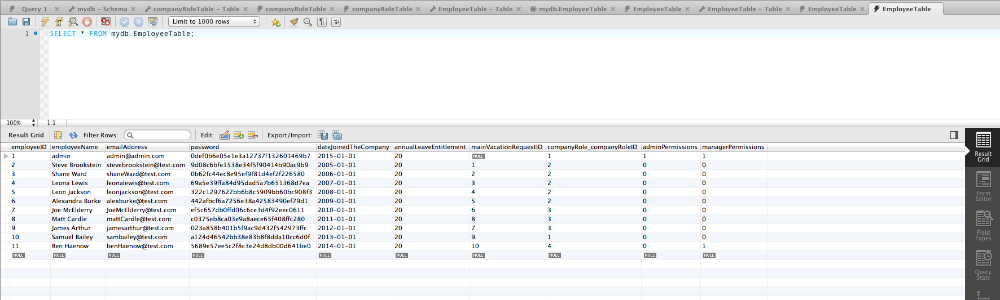 Query 1 mydb - Schema companyRoleTable - Table companyRoleTable companyRoleTable EmployeeTable - Table mydb.EmployeeTable EmployeeTable EmployeeTable - Table EmployeeTable EmployeeTable
Limit to 1000 rows
1 SELECT * FROM mydb.EmployeeTable;
100% 1:1
Result Grid Filter Rows: Edit: Export/Import:
employeeID employeeName emailAddress password dateJoinedTheCompany annualLeaveEntitlement mainVacationRequestID companyRole_companyRoleID adminPermissions managerPermissions
1 admin admin@admin.com 0def0b6e05e1e3a12737f132601469b7 2015-01-01 20 NULL 1 1 1
2 Steve Brookstein stevebrookstein@test.com 9d08c6bfe1538e34f5f90414b90ac9b9 2005-01-01 20 1 2 0 0
3 Shane Ward shaneWard@test.com 0b62fc44ec8e95ef9f81d4ef2f226580 2006-01-01 20 2 2 0 0
4 Leona Lewis leonalewis@test.com 69a5e39ffa84d95dad5a7b651368d7ea 2007-01-01 20 3 2 0 0
5 Leon Jackson leonjackson@test.com 322c1297622bb6b8c5909bb60bc908f3 2008-01-01 20 4 2 0 0
6 Alexandra Burke alexburke@test.com 442afbcf6a7256e38a42583490ef79d1 2009-01-01 20 5 2 0 0
7 Joe McElderry JoeMcElderry@test.com ef5c657db0ffd06c6ce3d4f92eec0611 2010-01-01 20 6 3 0 0
8 Matt Cardle mattCardle@test.com c0375eb8ca03e9a8aece65f408ffc280 2011-01-01 20 8 3 0 0
9 James Arthur jamesarthur@test.com 023a858b401b5f9ac9d432f542973ffc 2012-01-01 20 7 3 0 0
10 Samuel Bailey sambailey@test.com a124d46542bb38e83b8f8dda10cc6d0f 2013-01-01 20 9 1 0 0
11 Ben Haenow benHaenow@test.com 5689e57ee5c2f8c3e24d8db00d641be0 2014-01-01 20 10 4 0 1
NULL NULL NULL NULL NULL NULL NULL NULL NULL NULL
Result
Grid
Form
Editor
Field
Types
Query
Stats